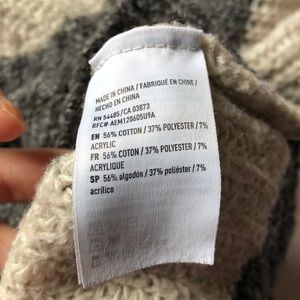 MADE IN CHINA / FABRIQUÉ EN CHINE /
HECHO EN CHINA
RN 54485/CA 03873
RFC# AEM120605U9A
EN 56% COTTON / 37% POLYESTER / 7%
ACRYLIC
FR 56% COTON / 37% POLYESTER / 7%
ACRYLIQUE
SP 56% algodón / 37% poliéster / 7%
acrílico